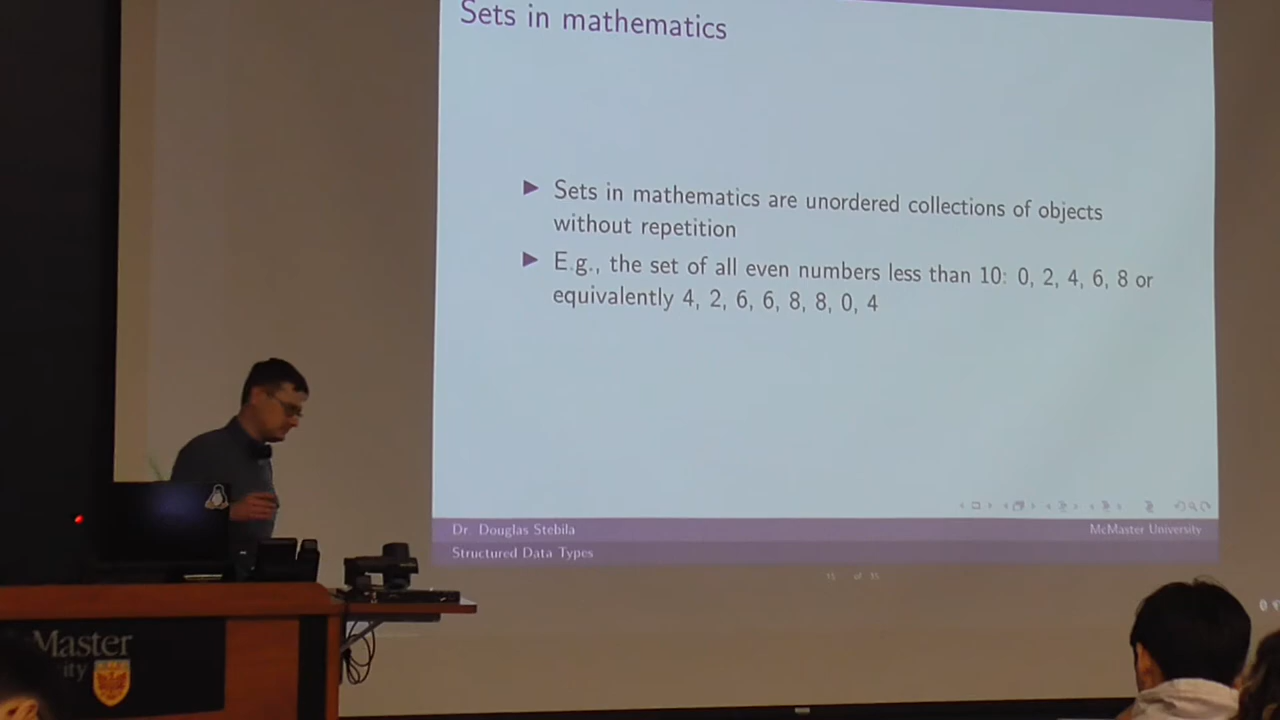 Sets in mathematics
▶ Sets in mathematics are unordered collections of objects
without repetition
▶ E.g., the set of all even numbers less than 10: 0, 2, 4, 6, 8 or
equivalently 4, 2, 6, 6, 8, 8, 0, 4
Dr. Douglas Stebila
McMaster University
Structured Data Types
Master